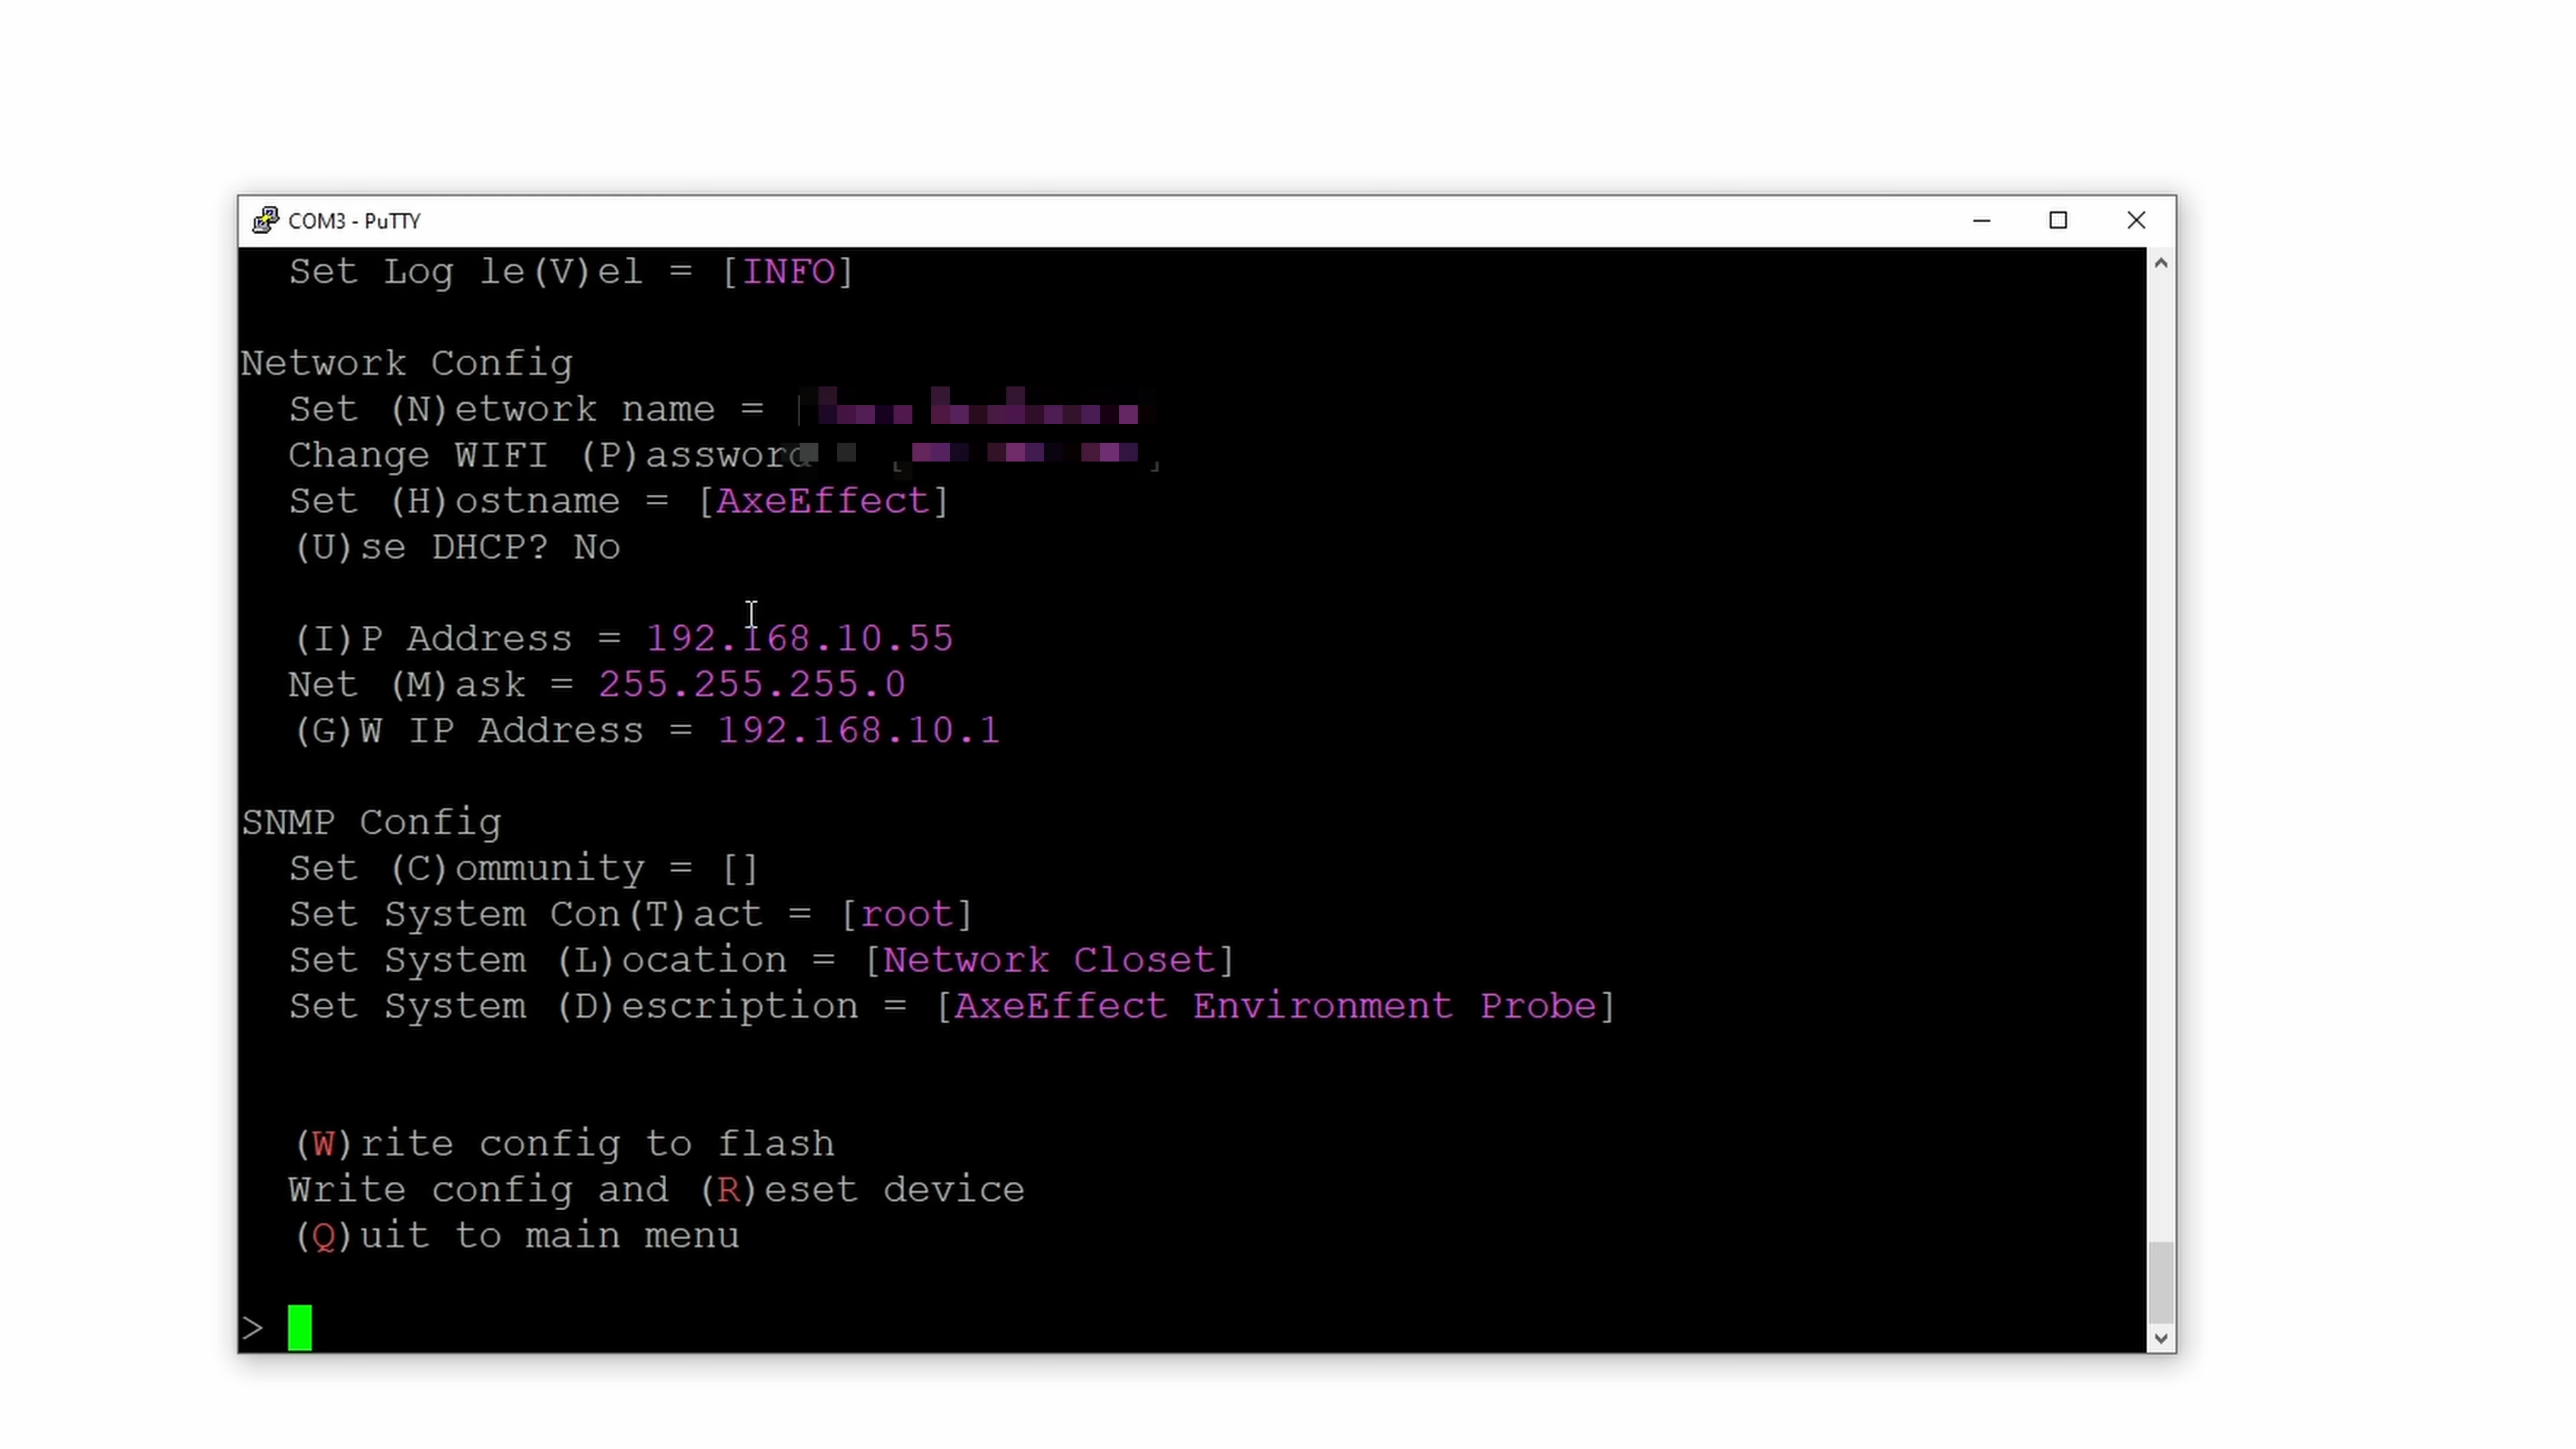 COM3 - PuTTY
Set Log le(V)el = [INFO]
Network Config
Set (N)etwork name =
Change WIFI (P)assword
Set (H)ostname = [AxeEffect]
(U)se DHCP? No
(I)P Address = 192.168.10.55
Net (M)ask = 255.255.255.0
(G)W IP Address = 192.168.10.1
SNMP Config
Set (C)ommunity = []
Set System Con(T)act = [root]
Set System (L)ocation = [Network Closet]
Set System (D)escription = [AxeEffect Environment Probe]
(W)rite config to flash
Write config and (R)eset device
(Q)uit to main menu
>